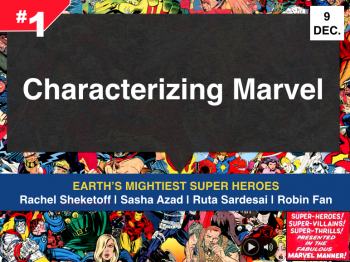 #1
9
DEC.
Characterizing Marvel
EARTH'S MIGHTIEST SUPER HEROES
Rachel Sheketoff | Sasha Azad | Ruta Sardesai | Robin Fan
SUPER-HEROES!
SUPER-VILLAINS!
SUPER-THRILLS!
PRESENTED
IN THE
FABULOUS
MARVEL MANNER!